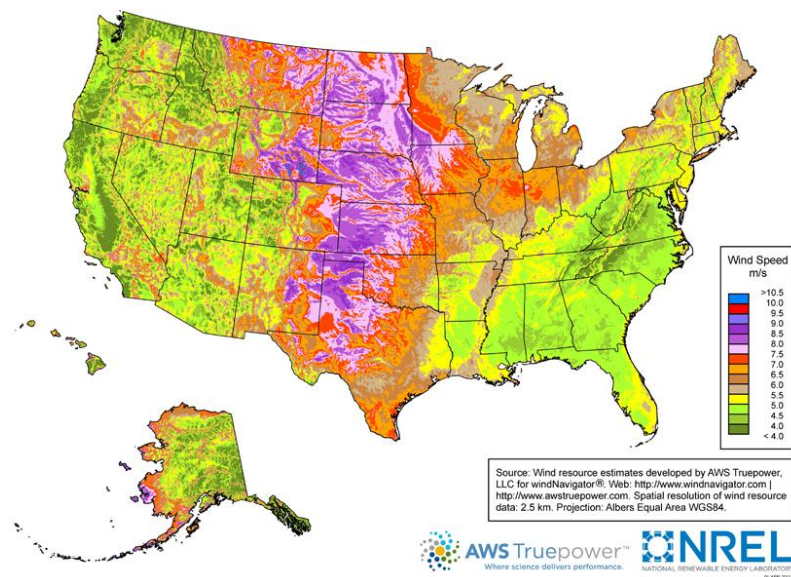 Wind Speed
m/s
>10.5
10.0
9.5
9.0
8.5
8.0
7.5
7.0
6.5
6.0
5.5
5.0
4.5
4.0
< 4.0
Source: Wind resource estimates developed by AWS Truepower,
LLC for windNavigator®. Web: http://www.windnavigator.com |
http://www.awstruepower.com. Spatial resolution of wind resource
data: 2.5 km. Projection: Albers Equal Area WGS84.
AWS Truepower™
Where science delivers performance.
NREL
NATIONAL RENEWABLE ENERGY LABORATORY